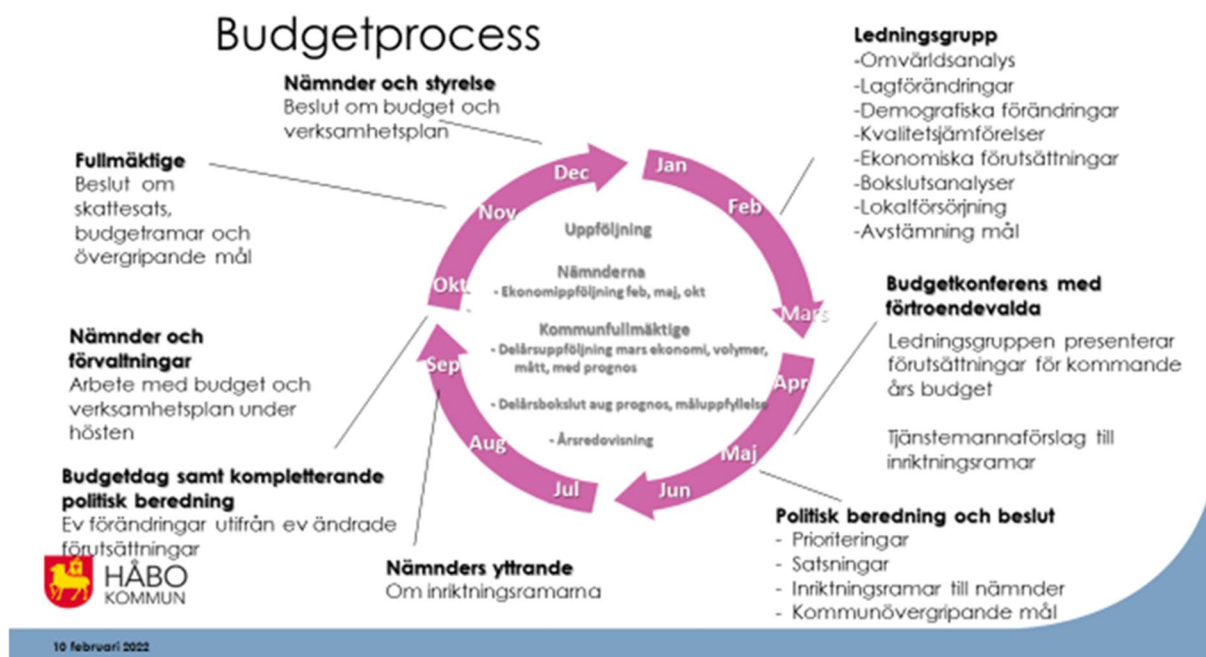 Budgetprocess
Nämnder och styrelse
Beslut om budget och
verksamhetsplan
Fullmäktige
Beslut om
skattesats,
budgetramar och
övergripande mål
Nämnder och
förvaltningar
Arbete med budget och
verksamhetsplan under
hösten
Budgetdag samt kompletterande
politisk beredning
Ev förändringar utifrån ev ändrade
förutsättningar
Nämnders yttrande
Om inriktningsramarna
Ledningsgrupp
-Omvärldsanalys
-Lagförändringar
-Demografiska förändringar
-Kvalitetsjämförelser
-Ekonomiska förutsättningar
-Bokslutsanalyser
-Lokalförsörjning
-Avstämning mål
Budgetkonferens med
förtroendevalda
Ledningsgruppen presenterar
förutsättningar för kommande
års budget
Tjänstemannaförslag till
inriktningsramar
Politisk beredning och beslut
- Prioriteringar
- Satsningar
- Inriktningsramar till nämnder
- Kommunövergripande mål
Jan
Feb
Mars
Apr
Maj
Jun
Jul
Aug
Sep
Okt
Nov
Dec
Uppföljning
Nämnderna
- Ekonomippföljning feb, maj, okt
Kommunfullmäktige
- Delårsuppföljning mars ekonomi, volymer,
mått, med prognos
- Delårsbokslut aug prognos, måluppfyllelse
- Årsredovisning
HÅBO
KOMMUN
10 februari 2022